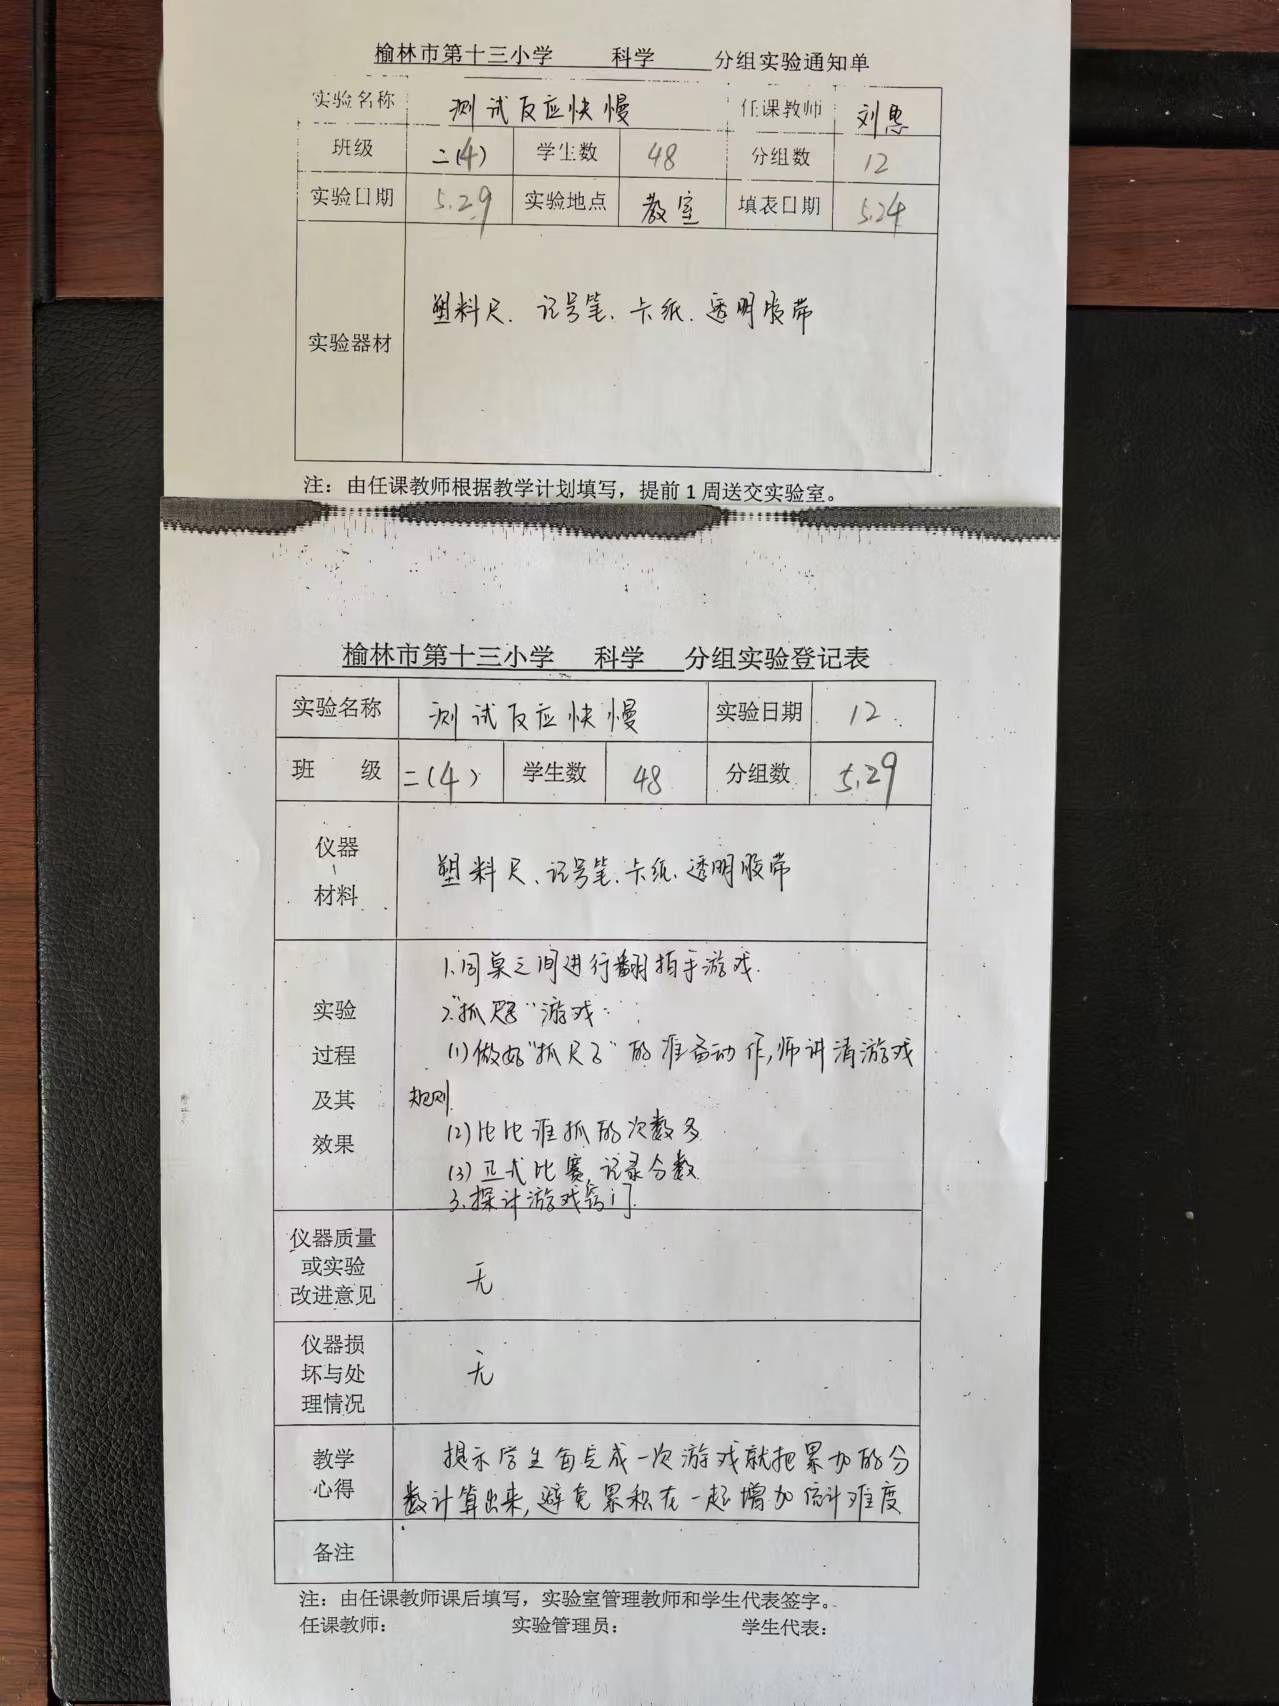 榆林市第十三小学 科学 分组实验通知单
实验名称 测试反应快慢 任课教师 刘恩
班级 二(4) 学生数 48 分组数 12
实验日期 5.29 实验地点 教室 填表日期 5.24
实验器材 塑料尺、记号笔、卡纸、透明胶带
注：由任课教师根据教学计划填写，提前1周送交实验室。
榆林市第十三小学 科学 分组实验登记表
实验名称 测试反应快慢 实验日期 12
班 级 二(4) 学生数 48 分组数 5.29
仪器
材料
塑料尺、记号笔、卡纸、透明胶带
实验
过程
及其
效果
1.同桌之间进行翻拍手游戏.
2."抓尺子"游戏
(1)做好"抓尺子"的准备动作,师讲清游戏
规则
(2)比比谁抓的次数多
(3)正式比赛 记录分数
3.探讨游戏窍门.
仪器质量
或实验
改进意见
无
仪器损
坏与处
理情况
无
教学
心得
提示学生每完成一次游戏就把累加的分
数计算出来,避免累积在一起增加统计难度
备注
注：由任课教师课后填写，实验室管理教师和学生代表签字。
任课教师： 实验管理员： 学生代表：